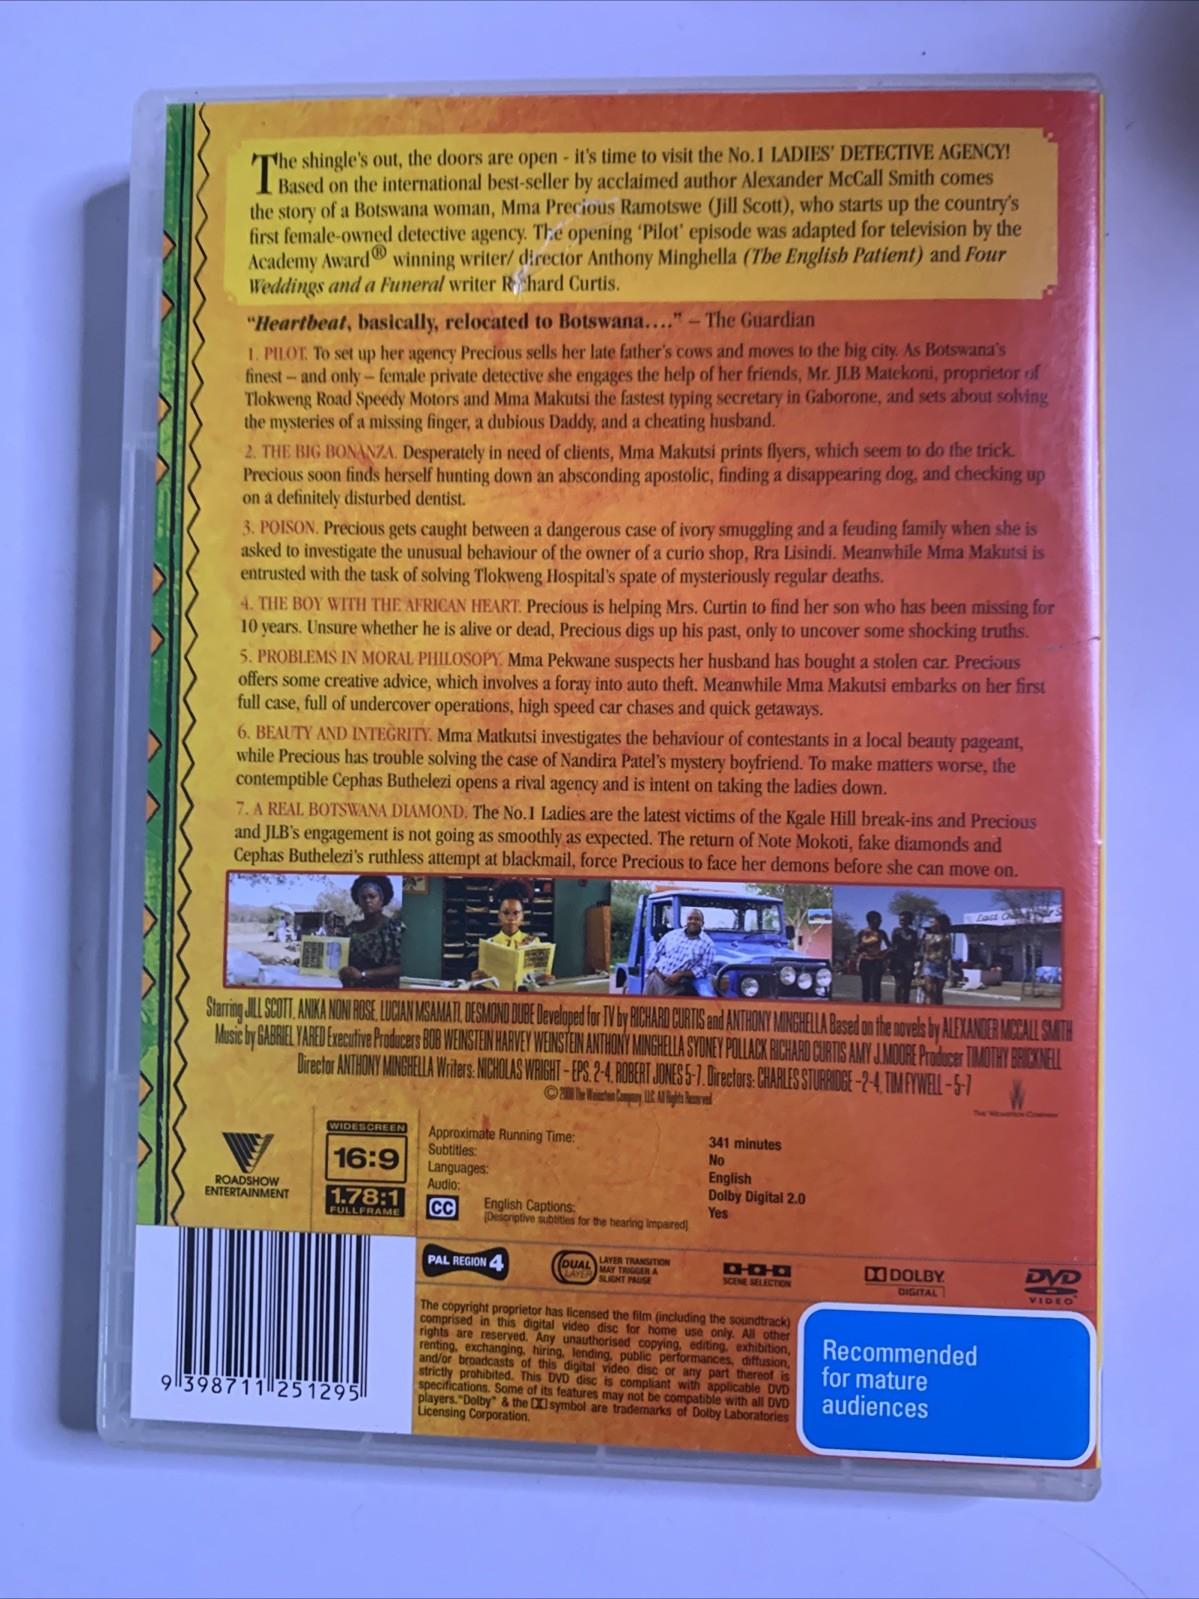 The shingle's out, the doors are open - it's time to visit the No.1 LADIES' DETECTIVE AGENCY!
Based on the international best-seller by acclaimed author Alexander McCall Smith comes
the story of a Botswana woman, Mma Precious Ramotswe (Jill Scott), who starts up the country's
first female-owned detective agency. The opening 'Pilot' episode was adapted for television by the
Academy Award® winning writer/ director Anthony Minghella (The English Patient) and Four
Weddings and a Funeral writer Richard Curtis.
"Heartbeat, basically, relocated to Botswana...." – The Guardian
1. PILOT. To set up her agency Precious sells her late father's cows and moves to the big city. As Botswana's
finest – and only – female private detective she engages the help of her friends, Mr. JLB Matekoni, proprietor of
Tlokweng Road Speedy Motors and Mma Makutsi the fastest typing secretary in Gaborone, and sets about solving
the mysteries of a missing finger, a dubious Daddy, and a cheating husband.
2. THE BIG BONANZA. Desperately in need of clients, Mma Makutsi prints flyers, which seem to do the trick.
Precious soon finds herself hunting down an absconding apostolic, finding a disappearing dog, and checking up
on a definitely disturbed dentist.
3. POISON. Precious gets caught between a dangerous case of ivory smuggling and a feuding family when she is
asked to investigate the unusual behaviour of the owner of a curio shop, Rra Lisindi. Meanwhile Mma Makutsi is
entrusted with the task of solving Tlokweng Hospital's spate of mysteriously regular deaths.
4. THE BOY WITH THE AFRICAN HEART. Precious is helping Mrs. Curtin to find her son who has been missing for
10 years. Unsure whether he is alive or dead, Precious digs up his past, only to uncover some shocking truths.
5. PROBLEMS IN MORAL PHILOSOPY. Mma Pekwane suspects her husband has bought a stolen car. Precious
offers some creative advice, which involves a foray into auto theft. Meanwhile Mma Makutsi embarks on her first
full case, full of undercover operations, high speed car chases and quick getaways.
6. BEAUTY AND INTEGRITY. Mma Matkutsi investigates the behaviour of contestants in a local beauty pageant,
while Precious has trouble solving the case of Nandira Patel's mystery boyfriend. To make matters worse, the
contemptible Cephas Buthelezi opens a rival agency and is intent on taking the ladies down.
7. A REAL BOTSWANA DIAMOND. The No.1 Ladies are the latest victims of the Kgale Hill break-ins and Precious
and JLB's engagement is not going as smoothly as expected. The return of Note Mokoti, fake diamonds and
Cephas Buthelezi's ruthless attempt at blackmail, force Precious to face her demons before she can move on.
Starring JILL SCOTT, ANIKA NONI ROSE, LUCIAN MSAMATI, DESMOND DUBE Developed for TV by RICHARD CURTIS and ANTHONY MINGHELLA Based on the novels by ALEXANDER MCCALL SMITH
Music by GABRIEL YARED Executive Producers BOB WEINSTEIN HARVEY WEINSTEIN ANTHONY MINGHELLA SYDNEY POLLACK RICHARD CURTIS AMY J.MOORE Producer TIMOTHY BRICKNELL
Director ANTHONY MINGHELLA Writers: NICHOLAS WRIGHT – EPS. 2-4, ROBERT JONES 5-7. Directors: CHARLES STURRIDGE –2-4, TIM FYWELL – 5-7
© The Weinstein Company, LLC. All Rights Reserved
THE WEINSTEIN COMPANY
ROADSHOW
ENTERTAINMENT
WIDESCREEN
16:9
1.78:1
FULLFRAME
Approximate Running Time: 341 minutes
Subtitles: No
Languages: English
Audio: Dolby Digital 2.0
CC English Captions: Yes
[Descriptive subtitles for the hearing impaired]
PAL REGION 4
DUAL LAYER
LAYER TRANSITION
MAY TRIGGER A
SLIGHT PAUSE
SCENE SELECTION
DOLBY
DIGITAL
DVD
VIDEO
The copyright proprietor has licensed the film (including the soundtrack)
comprised in this digital video disc for home use only. All other
rights are reserved. Any unauthorised copying, editing, exhibition,
renting, exchanging, hiring, lending, public performances, diffusion,
and/or broadcasts of this digital video disc or any part thereof is
strictly prohibited. This DVD disc is compliant with applicable DVD
specifications. Some of its features may not be compatible with all DVD
players. "Dolby" & the symbol are trademarks of Dolby Laboratories
Licensing Corporation.
Recommended
for mature
audiences
9 398711 251295